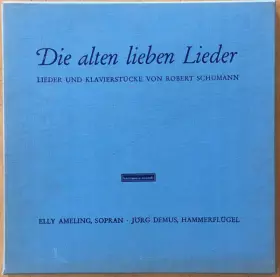 Die alten lieben Lieder
LIEDER UND KLAVIERSTÜCKE VON ROBERT SCHUMANN
ELLY AMELING, SOPRAN · JÖRG DEMUS, HAMMERFLÜGEL